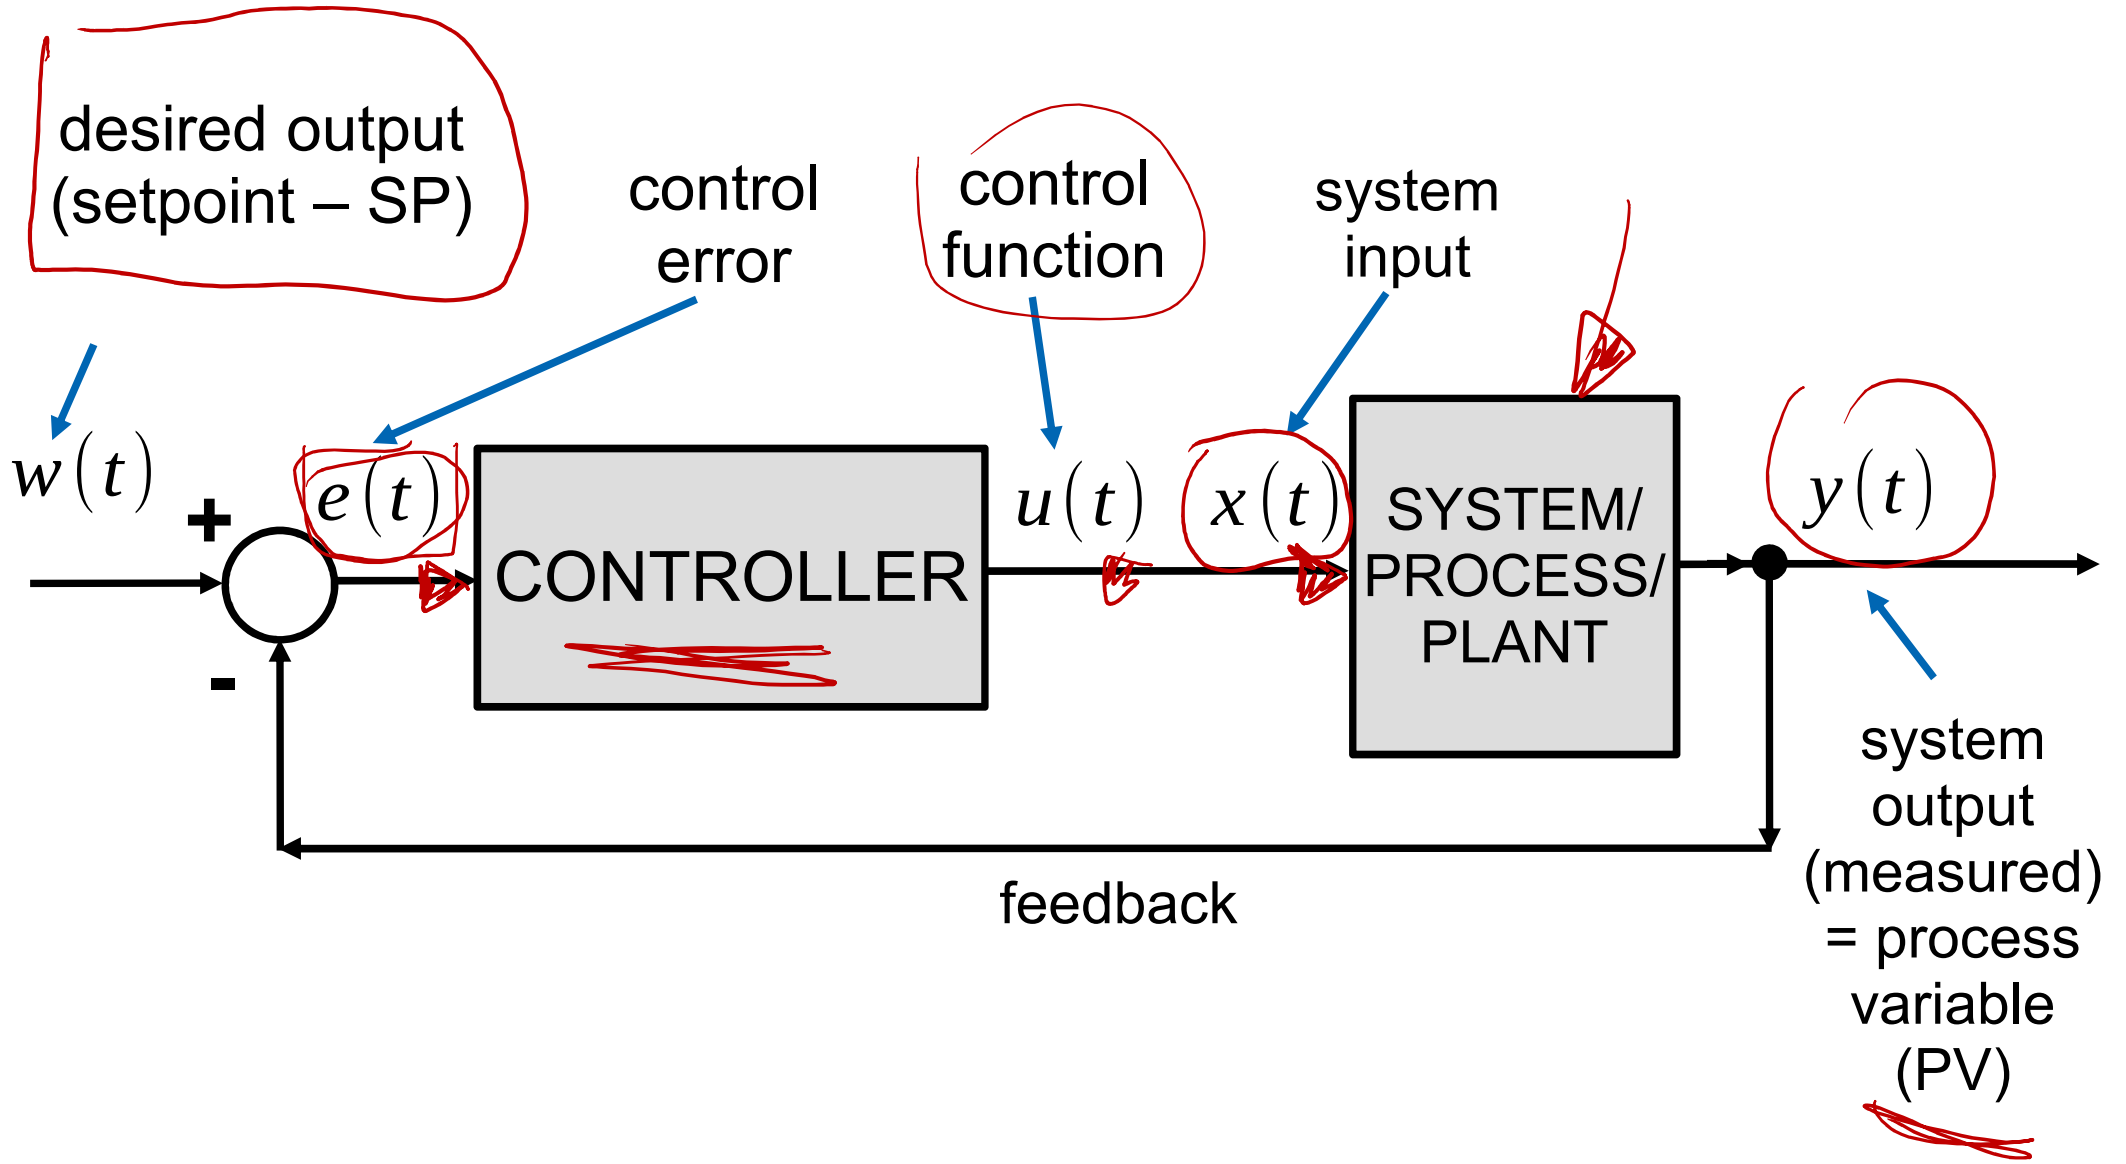 desired output
(setpoint – SP)
control
error
control
function
system
input
w(t)
+
e(t)
u(t)
x(t)
y(t)
CONTROLLER
SYSTEM/
PROCESS/
PLANT
-
feedback
system
output
(measured)
= process
variable
(PV)